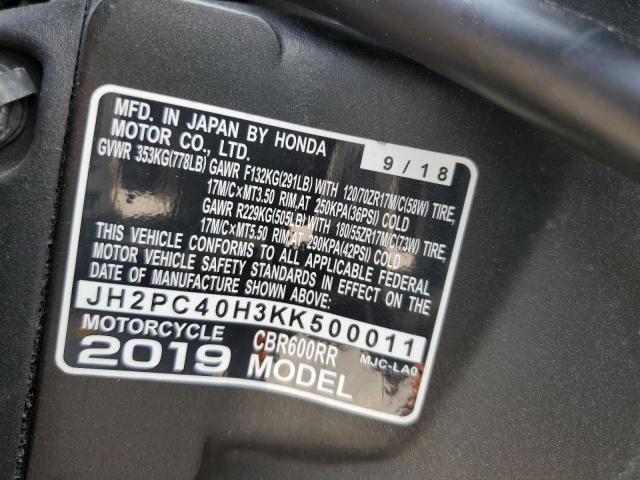 MFD. IN JAPAN BY HONDA
MOTOR CO., LTD.
9/18
GVWR 353KG(778LB) GAWR F132KG(291LB) WITH 120/70ZR17M/C(58W) TIRE,
17M/C×MT3.50 RIM,AT 250KPA(36PSI) COLD
GAWR R229KG(505LB) WITH 180/55ZR17M/C(73W) TIRE,
17M/C×MT5.50 RIM,AT 290KPA(42PSI) COLD
THIS VEHICLE CONFORMS TO ALL APPLICABLE FEDERAL
MOTOR VEHICLE SAFETY STANDARDS IN EFFECT ON THE
DATE OF MANUFACTURE SHOWN ABOVE:
JH2PC40H3KK500011
MOTORCYCLE CBR600RR MJC-LA0
2019 MODEL